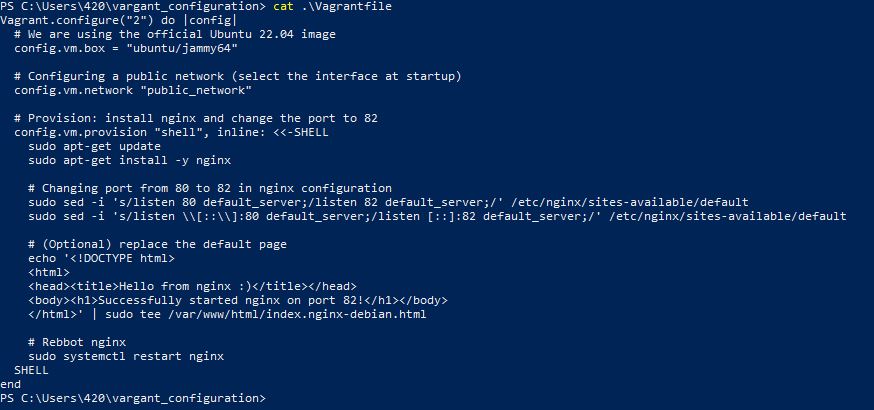 PS C:\Users\420\vargant_configuration> cat .\Vagrantfile
Vagrant.configure("2") do |config|
  # We are using the official Ubuntu 22.04 image
  config.vm.box = "ubuntu/jammy64"

  # Configuring a public network (select the interface at startup)
  config.vm.network "public_network"

  # Provision: install nginx and change the port to 82
  config.vm.provision "shell", inline: <<-SHELL
    sudo apt-get update
    sudo apt-get install -y nginx

    # Changing port from 80 to 82 in nginx configuration
    sudo sed -i 's/listen 80 default_server;/listen 82 default_server;/' /etc/nginx/sites-available/default
    sudo sed -i 's/listen \\[::\\]:80 default_server;/listen [::]:82 default_server;/' /etc/nginx/sites-available/default

    # (Optional) replace the default page
    echo '<!DOCTYPE html>
    <html>
    <head><title>Hello from nginx :)</title></head>
    <body><h1>Successfully started nginx on port 82!</h1></body>
    </html>' | sudo tee /var/www/html/index.nginx-debian.html

    # Rebbot nginx
    sudo systemctl restart nginx
  SHELL
end
PS C:\Users\420\vargant_configuration>